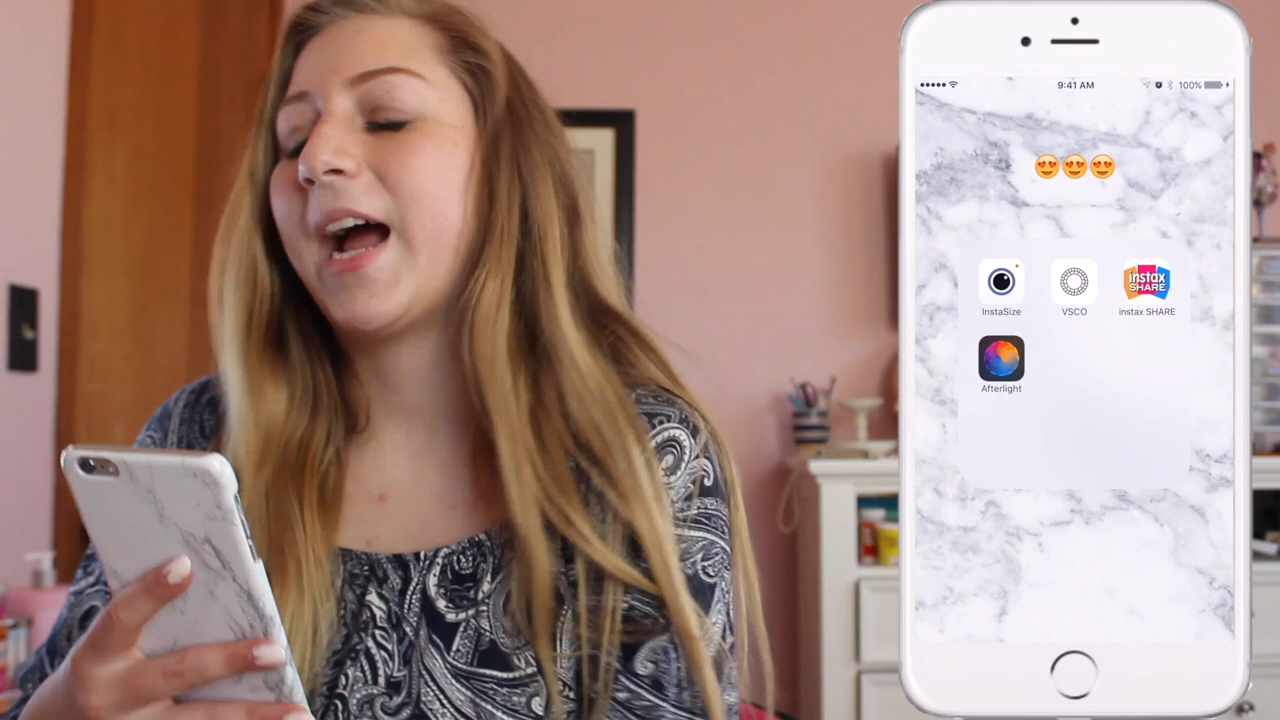 9:41 AM 100%
😍😍😍
InstaSize VSCO instax SHARE
instax
SHARE
Afterlight